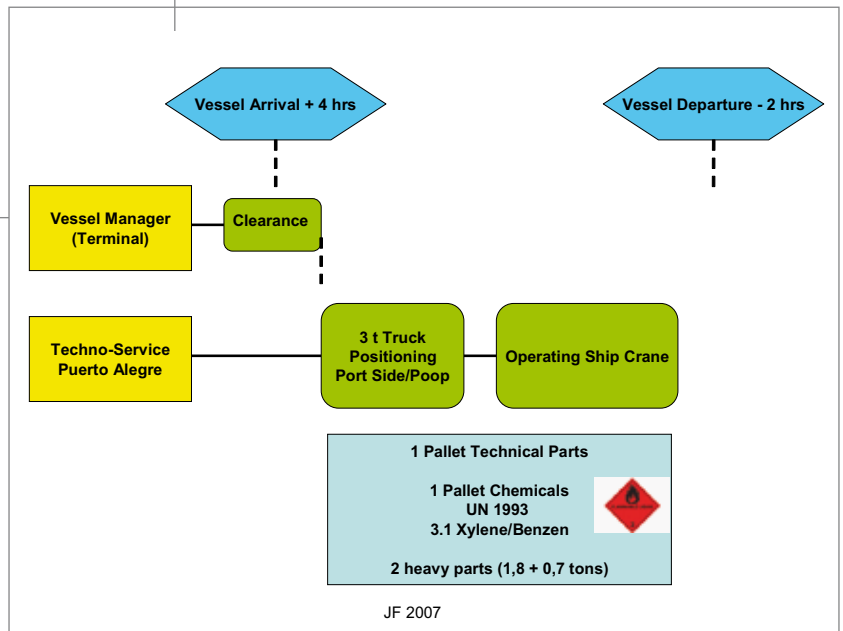 Vessel Arrival + 4 hrs
Vessel Departure - 2 hrs
Vessel Manager
(Terminal)
Clearance
Techno-Service
Puerto Alegre
3 t Truck
Positioning
Port Side/Poop
Operating Ship Crane
1 Pallet Technical Parts
1 Pallet Chemicals
UN 1993
3.1 Xylene/Benzen
2 heavy parts (1,8 + 0,7 tons)
JF 2007